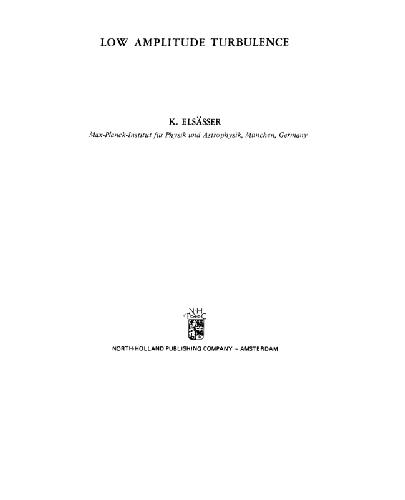 LOW AMPLITUDE TURBULENCE
K. ELSÄSSER
Max-Planck-Institut für Physik und Astrophysik, München, Germany
NORTH-HOLLAND PUBLISHING COMPANY – AMSTERDAM